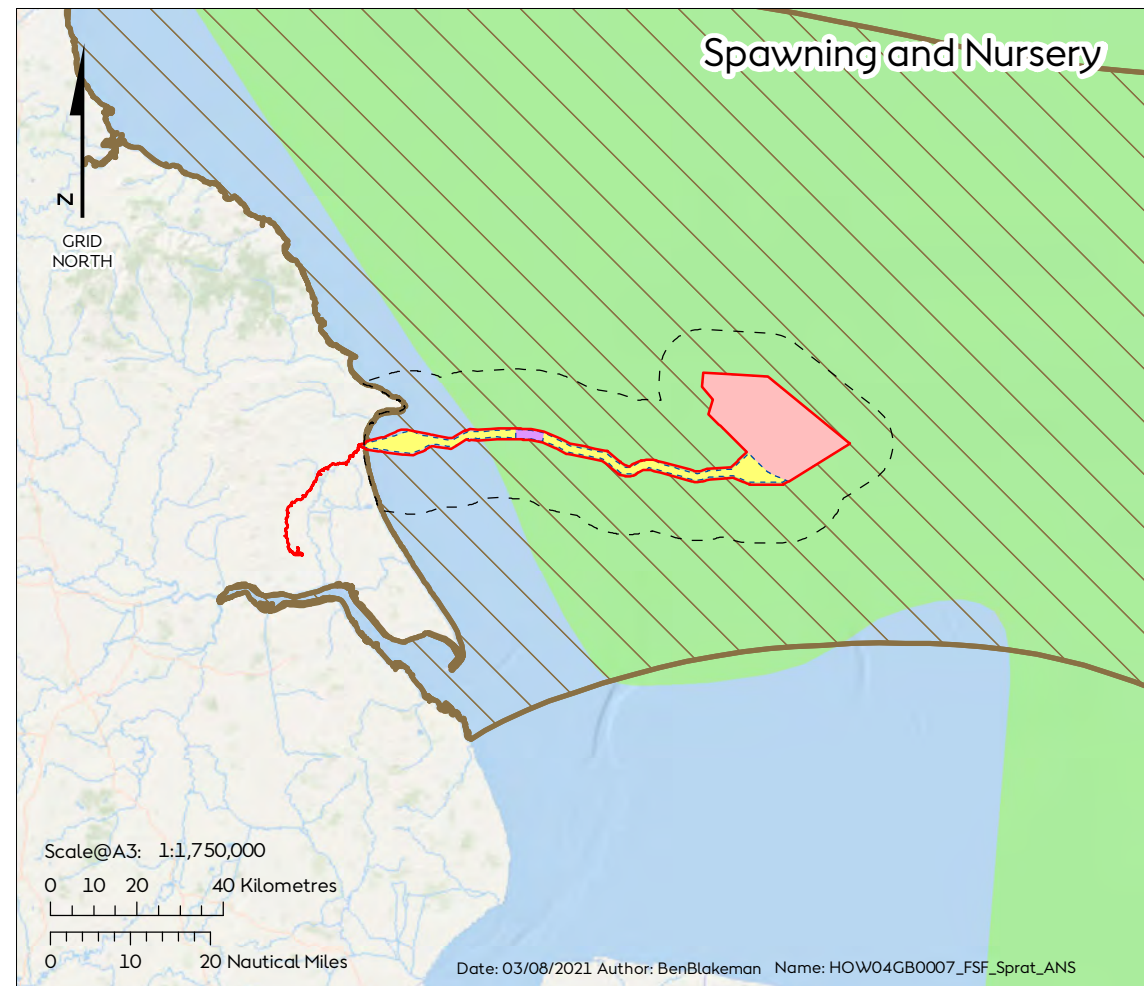 Spawning and Nursery
N
GRID
NORTH
Scale@A3: 1:1,750,000
0 10 20 40 Kilometres
0 10 20 Nautical Miles
Date: 03/08/2021 Author: BenBlakeman Name: HOW04GB0007_FSF_Sprat_ANS